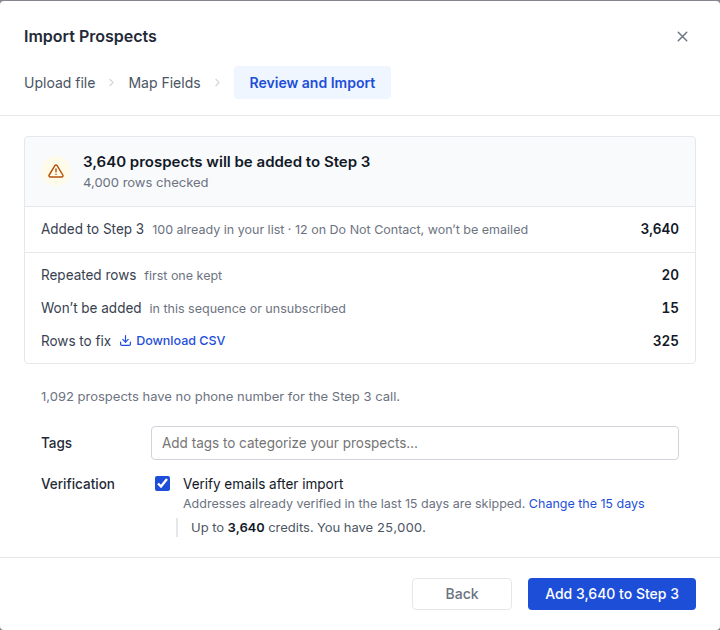 Import Prospects
Upload file
Map Fields
Review and Import
3,640 prospects will be added to Step 3
4,000 rows checked
Added to Step 3 100 already in your list · 12 on Do Not Contact, won’t be emailed 3,640
Repeated rows first one kept 20
Won’t be added in this sequence or unsubscribed 15
Rows to fix Download CSV 325
1,092 prospects have no phone number for the Step 3 call.
Tags Add tags to categorize your prospects...
Verification Verify emails after import
Addresses already verified in the last 15 days are skipped. Change the 15 days
Up to 3,640 credits. You have 25,000.
Back Add 3,640 to Step 3